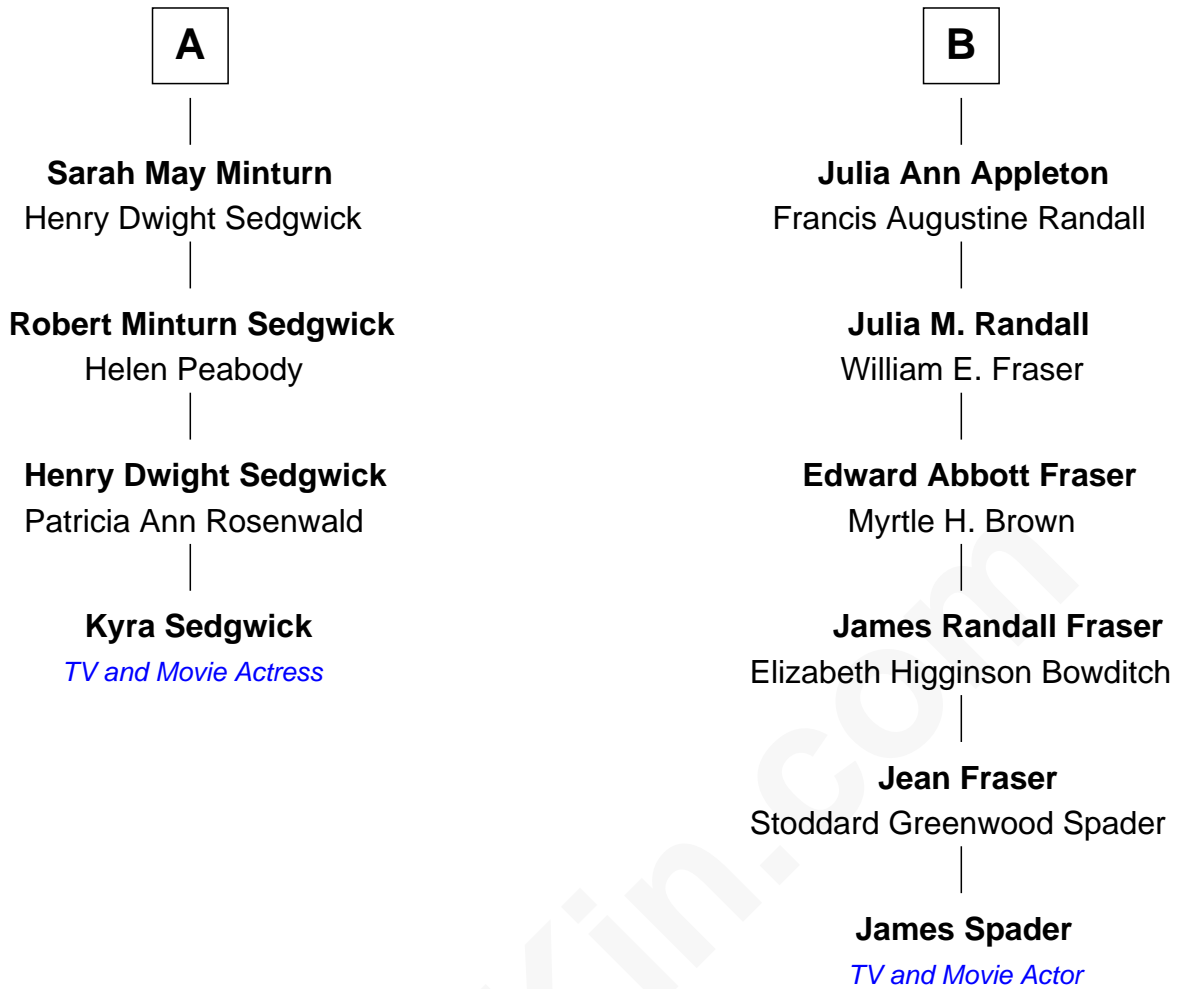 A
Sarah May Minturn
Henry Dwight Sedgwick
Robert Minturn Sedgwick
Helen Peabody
Henry Dwight Sedgwick
Patricia Ann Rosenwald
Kyra Sedgwick
TV and Movie Actress
B
Julia Ann Appleton
Francis Augustine Randall
Julia M. Randall
William E. Fraser
Edward Abbott Fraser
Myrtle H. Brown
James Randall Fraser
Elizabeth Higginson Bowditch
Jean Fraser
Stoddard Greenwood Spader
James Spader
TV and Movie Actor
Kin.com